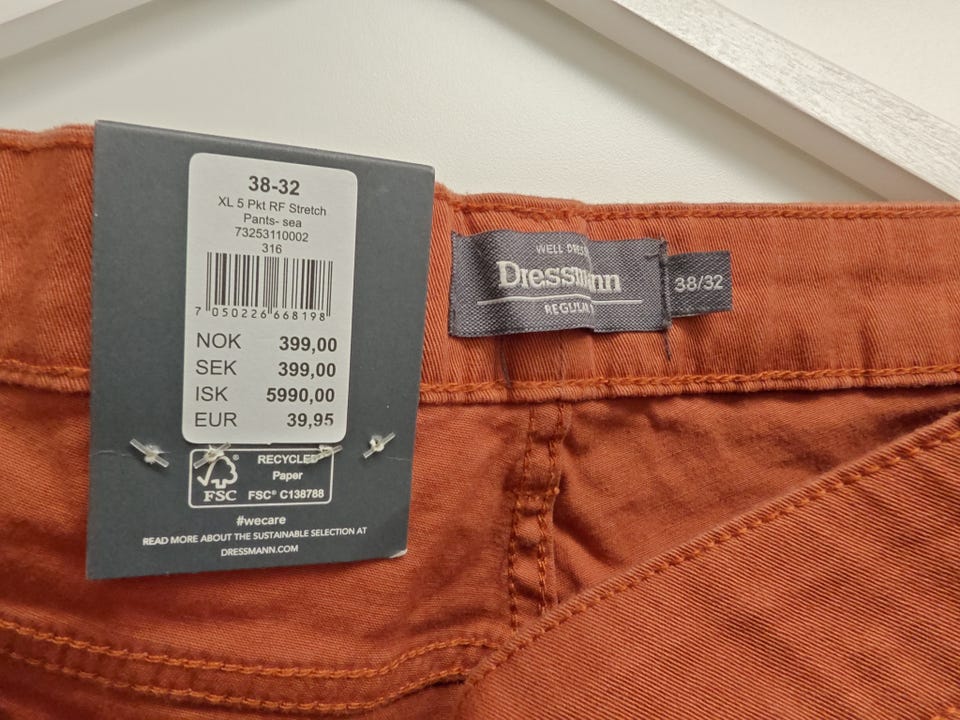 38-32
XL 5 Pkt RF Stretch
Pants- sea
73253110002
316
7 050226 668198
NOK 399,00
SEK 399,00
ISK 5990,00
EUR 39,95
RECYCLED
Paper
FSC® C138788
FSC
#wecare
READ MORE ABOUT THE SUSTAINABLE SELECTION AT
DRESSMANN.COM
WELL
Dressmann
REGULAR
38/32